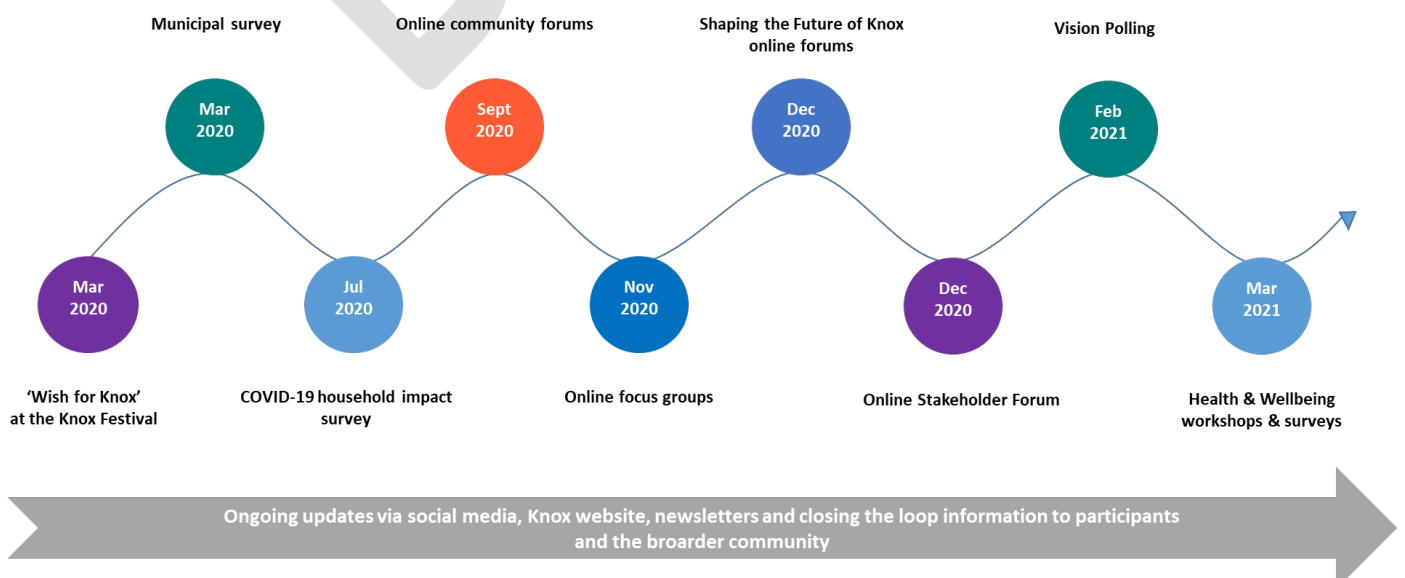 Municipal survey
Online community forums
Shaping the Future of Knox
online forums
Vision Polling
Mar
2020
Sept
2020
Dec
2020
Feb
2021
Mar
2020
Jul
2020
Nov
2020
Dec
2020
Mar
2021
‘Wish for Knox’
at the Knox Festival
COVID-19 household impact
survey
Online focus groups
Online Stakeholder Forum
Health & Wellbeing
workshops & surveys
Ongoing updates via social media, Knox website, newsletters and closing the loop information to participants
and the broarder community